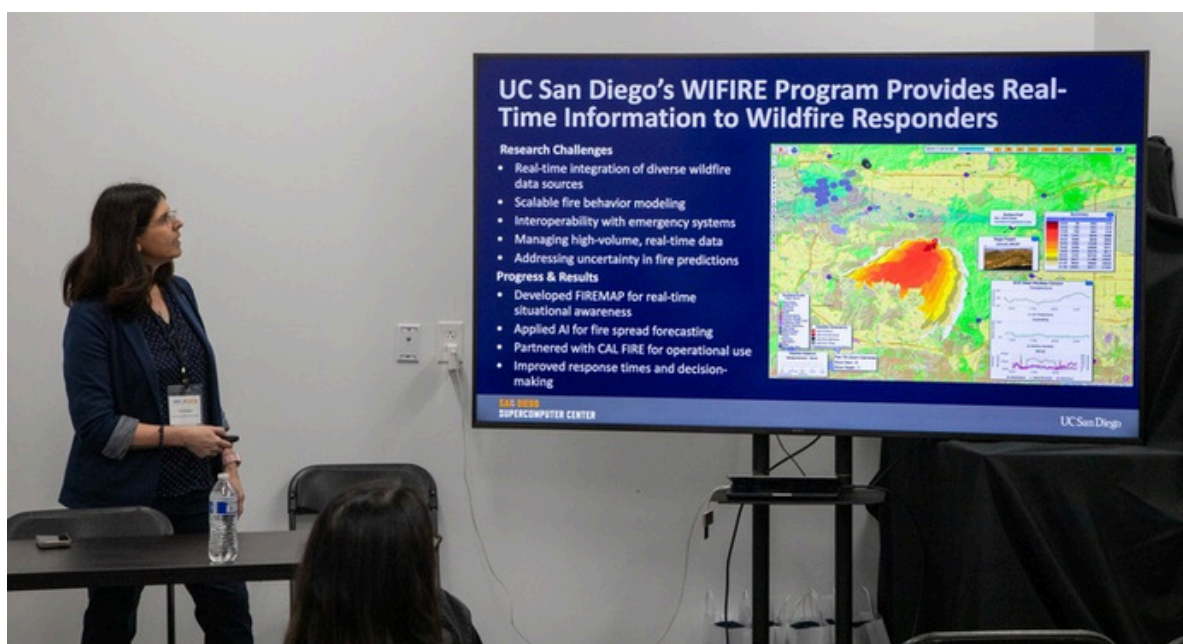 UC San Diego's WIFIRE Program Provides Real-
Time Information to Wildfire Responders
Research Challenges
• Real-time integration of diverse wildfire
data sources
• Scalable fire behavior modeling
• Interoperability with emergency systems
• Managing high-volume, real-time data
• Addressing uncertainty in fire predictions
Progress & Results
• Developed FIREMAP for real-time
situational awareness
• Applied AI for fire spread forecasting
• Partnered with CAL FIRE for operational use
• Improved response times and decision-
making
SAN DIEGO
SUPERCOMPUTER CENTER
UC San Diego